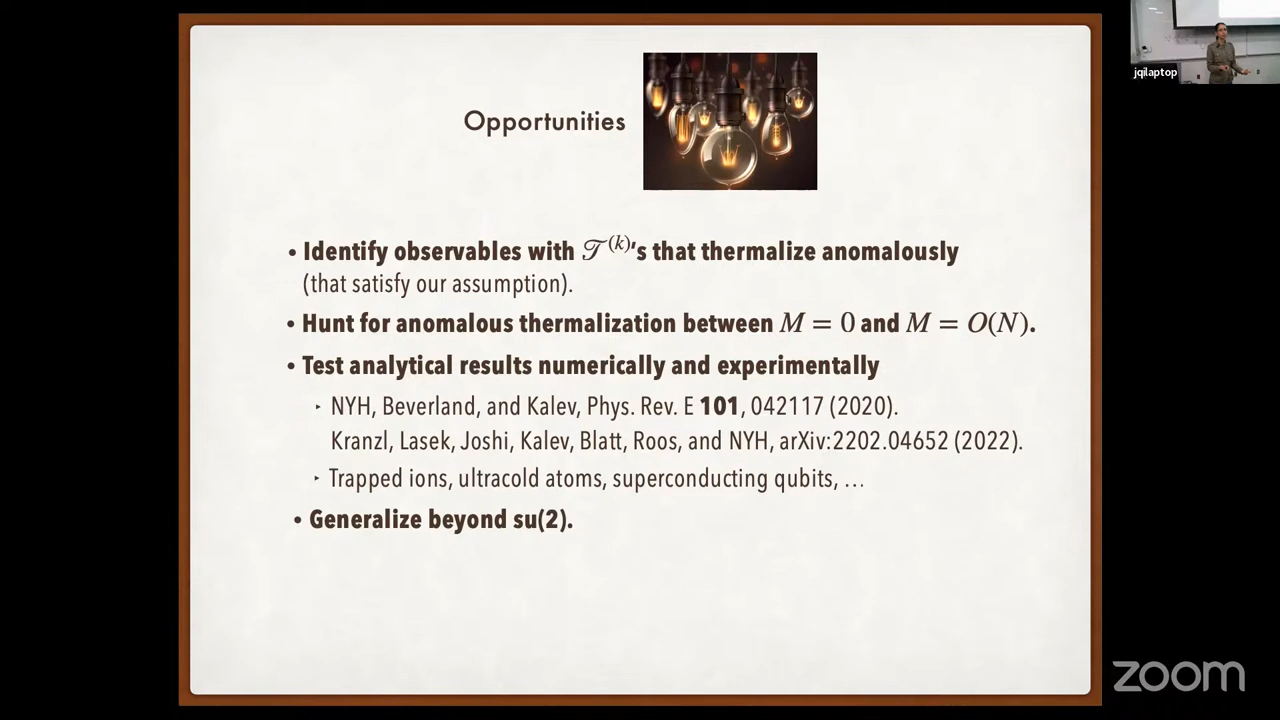 jqilaptop
Opportunities
• Identify observables with 𝒯^(k)'s that thermalize anomalously
(that satisfy our assumption).
• Hunt for anomalous thermalization between M = 0 and M = O(N).
• Test analytical results numerically and experimentally
‣ NYH, Beverland, and Kalev, Phys. Rev. E 101, 042117 (2020).
Kranzl, Lasek, Joshi, Kalev, Blatt, Roos, and NYH, arXiv:2202.04652 (2022).
‣ Trapped ions, ultracold atoms, superconducting qubits, …
• Generalize beyond su(2).
zoom